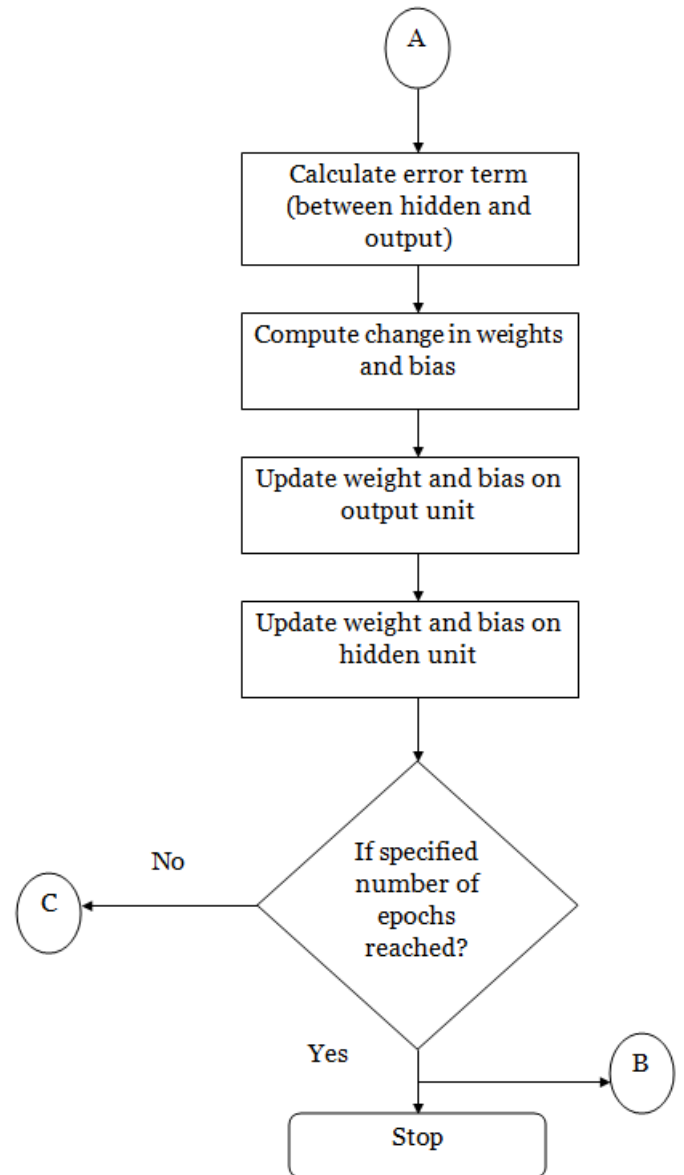 A
Calculate error term
(between hidden and
output)
Compute change in weights
and bias
Update weight and bias on
output unit
Update weight and bias on
hidden unit
If specified
number of
epochs
reached?
No
C
Yes
B
Stop